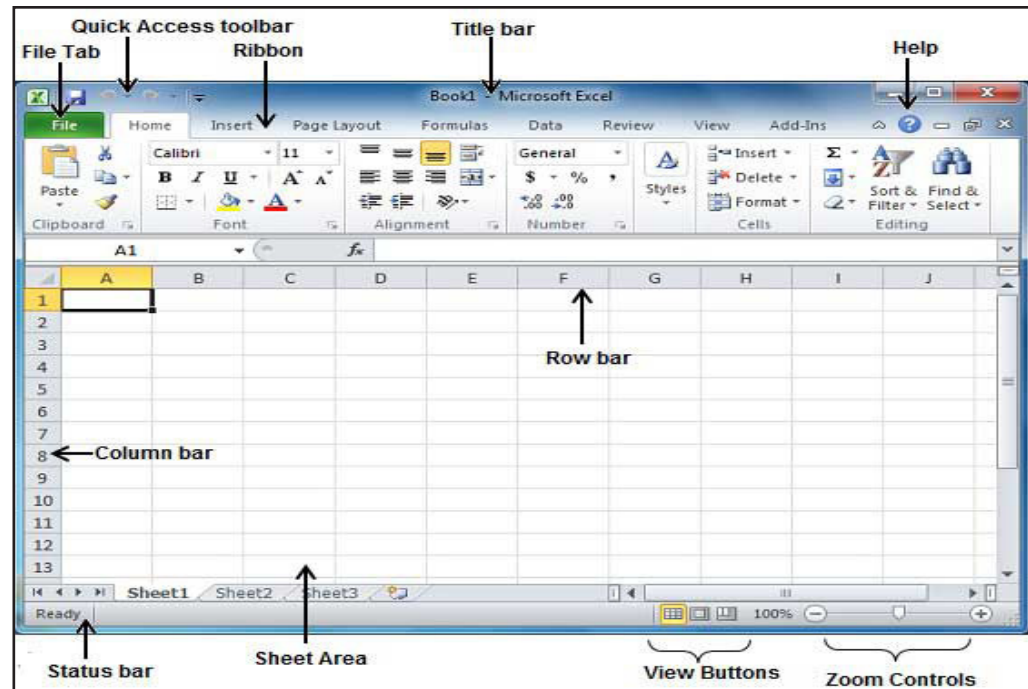 Quick Access toolbar
Title bar
File Tab
Ribbon
Help
Book1 - Microsoft Excel
File Home Insert Page Layout Formulas Data Review View Add-Ins
Calibri 11 General Insert Σ
Paste B I U A A $ % , Styles Delete Sort & Find &
A Format Filter Select
Clipboard Font Alignment Number Cells Editing
A1 fx
A B C D E F G H I J
1
2
3
Row bar
4
5
6
7
8 Column bar
9
10
11
12
13
Sheet1 Sheet2 Sheet3
Ready 100%
Status bar
Sheet Area
View Buttons
Zoom Controls